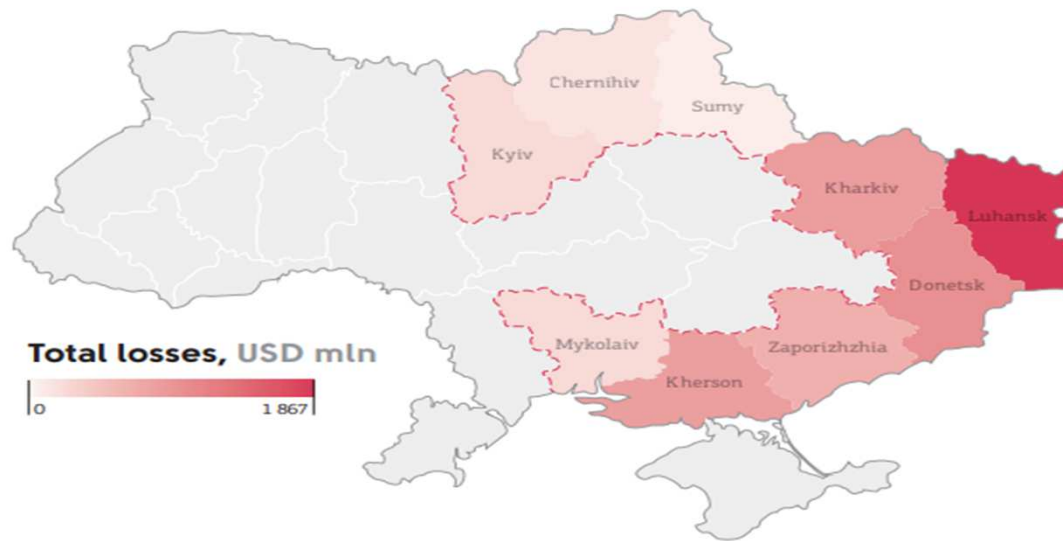 Chernihiv
Sumy
Kyiv
Kharkiv
Luhansk
Donetsk
Mykolaiv
Zaporizhzhia
Kherson
Total losses, USD mln
0
1 867